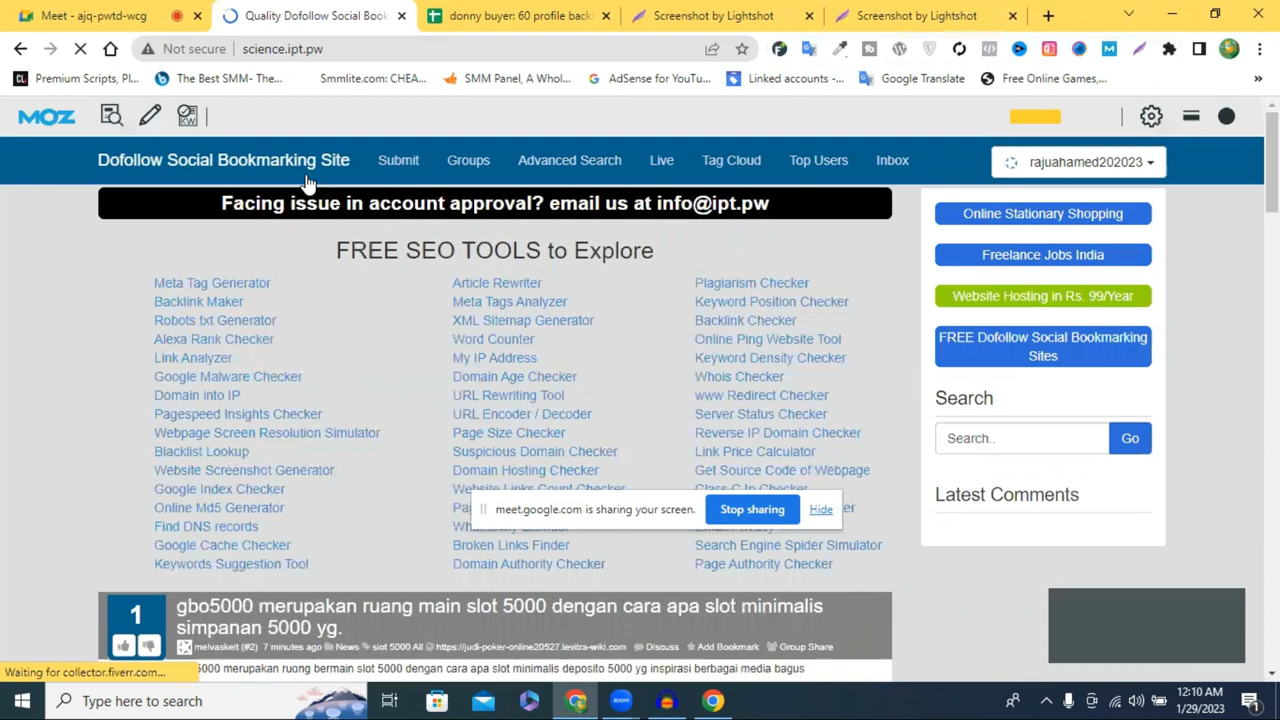 Meet - ajq-pwtd-wcg
Quality Dofollow Social Book
donny buyer: 60 profile back
Screenshot by Lightshot
Screenshot by Lightshot
Not secure
science.ipt.pw
Premium Scripts, Pl...
The Best SMM- The...
Smmlite.com: CHEA...
SMM Panel, A Whol...
AdSense for YouTu...
Linked accounts -...
Google Translate
Free Online Games,...
MOZ
Dofollow Social Bookmarking Site
Submit
Groups
Advanced Search
Live
Tag Cloud
Top Users
Inbox
rajuahamed202023
Facing issue in account approval? email us at info@ipt.pw
FREE SEO TOOLS to Explore
Meta Tag Generator
Article Rewriter
Plagiarism Checker
Backlink Maker
Meta Tags Analyzer
Keyword Position Checker
Robots txt Generator
XML Sitemap Generator
Backlink Checker
Alexa Rank Checker
Word Counter
Online Ping Website Tool
Link Analyzer
My IP Address
Keyword Density Checker
Google Malware Checker
Domain Age Checker
Whois Checker
Domain into IP
URL Rewriting Tool
www Redirect Checker
Pagespeed Insights Checker
URL Encoder / Decoder
Server Status Checker
Webpage Screen Resolution Simulator
Page Size Checker
Reverse IP Domain Checker
Blacklist Lookup
Suspicious Domain Checker
Link Price Calculator
Website Screenshot Generator
Domain Hosting Checker
Get Source Code of Webpage
Google Index Checker
Website Links Count Checker
Class C Ip Checker
Online Md5 Generator
Find DNS records
Google Cache Checker
Broken Links Finder
Search Engine Spider Simulator
Keywords Suggestion Tool
Domain Authority Checker
Page Authority Checker
Online Stationary Shopping
Freelance Jobs India
Website Hosting in Rs. 99/Year
FREE Dofollow Social Bookmarking
Sites
Search
Search..
Go
Latest Comments
meet.google.com is sharing your screen.
Stop sharing
Hide
1
gbo5000 merupakan ruang main slot 5000 dengan cara apa slot minimalis
simpanan 5000 yg.
melvaskelt (#2) 7 minutes ago News slot 5000 All https://judi-poker-online20527.levitra-wiki.com Discuss Add Bookmark Group Share
5000 merupakan ruang bermain slot 5000 dengan cara apa slot minimalis deposito 5000 yg inspirasi berbagai media bagus
Waiting for collector.fiverr.com...
Type here to search
zoom
12:10 AM
1/29/2023
1